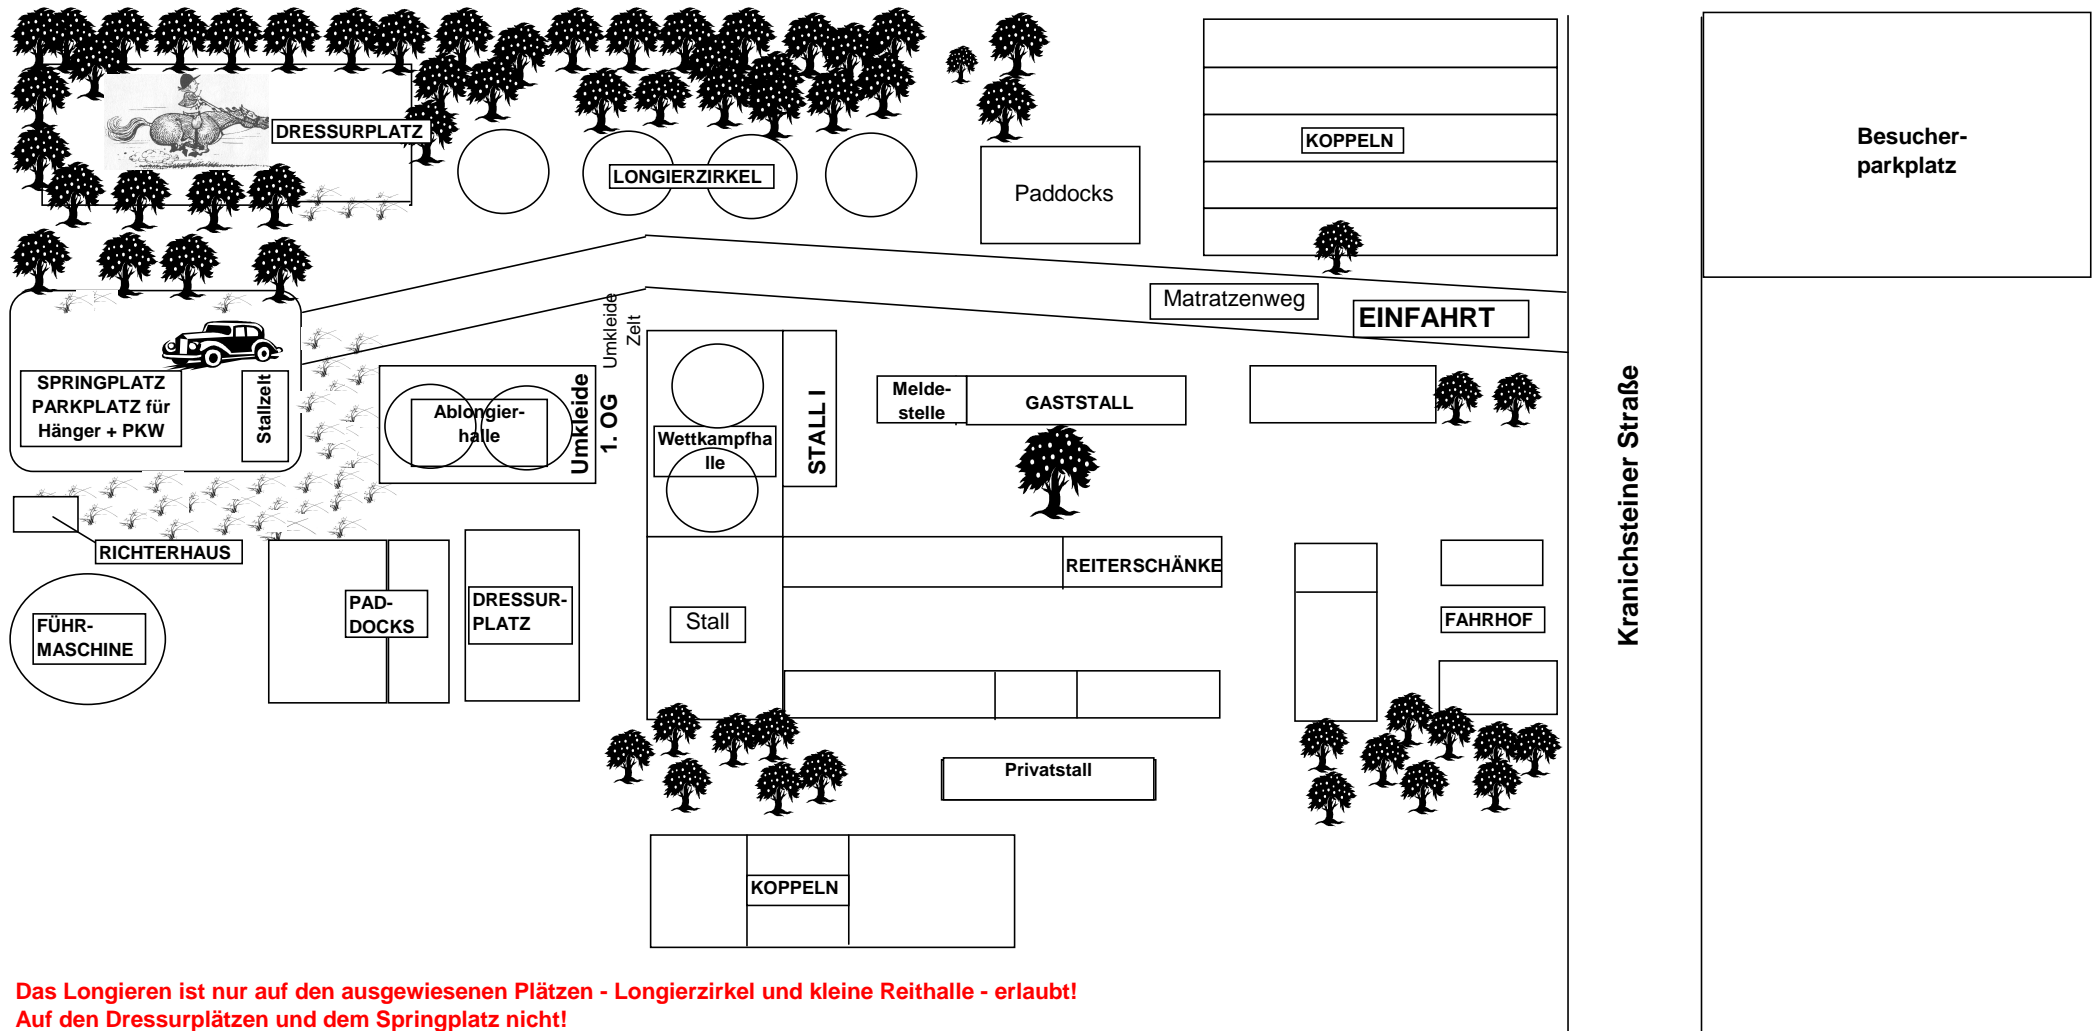 DRESSURPLATZ
LONGIERZIRKEL
Paddocks
KOPPELN
Besucher-
parkplatz
Matratzenweg
EINFAHRT
SPRINGPLATZ
PARKPLATZ für
Hänger + PKW
Stallzelt
Ablongier-
halle
Umkleide
1. OG
Umkleide
Zelt
Wettkampfha
lle
STALL I
Melde-
stelle
GASTSTALL
Kranichsteiner Straße
RICHTERHAUS
FÜHR-
MASCHINE
PAD-
DOCKS
DRESSUR-
PLATZ
Stall
REITERSCHÄNKE
FAHRHOF
Privatstall
KOPPELN
Das Longieren ist nur auf den ausgewiesenen Plätzen - Longierzirkel und kleine Reithalle - erlaubt!
Auf den Dressurplätzen und dem Springplatz nicht!